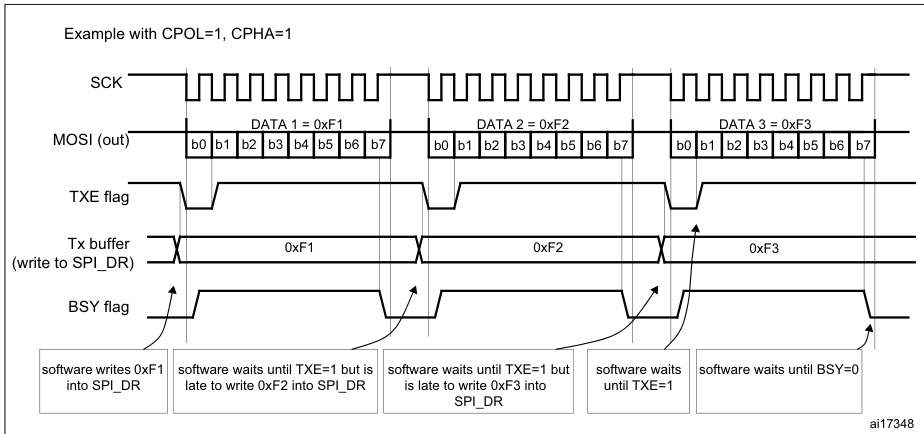 Example with CPOL=1, CPHA=1
SCK
DATA 1 = 0xF1
DATA 2 = 0xF2
DATA 3 = 0xF3
MOSI (out)
b0 b1 b2 b3 b4 b5 b6 b7
b0 b1 b2 b3 b4 b5 b6 b7
b0 b1 b2 b3 b4 b5 b6 b7
TXE flag
Tx buffer
(write to SPI_DR)
0xF1
0xF2
0xF3
BSY flag
software writes 0xF1
into SPI_DR
software waits until TXE=1 but is
late to write 0xF2 into SPI_DR
software waits until TXE=1 but
is late to write 0xF3 into
SPI_DR
software waits
until TXE=1
software waits until BSY=0
ai17348